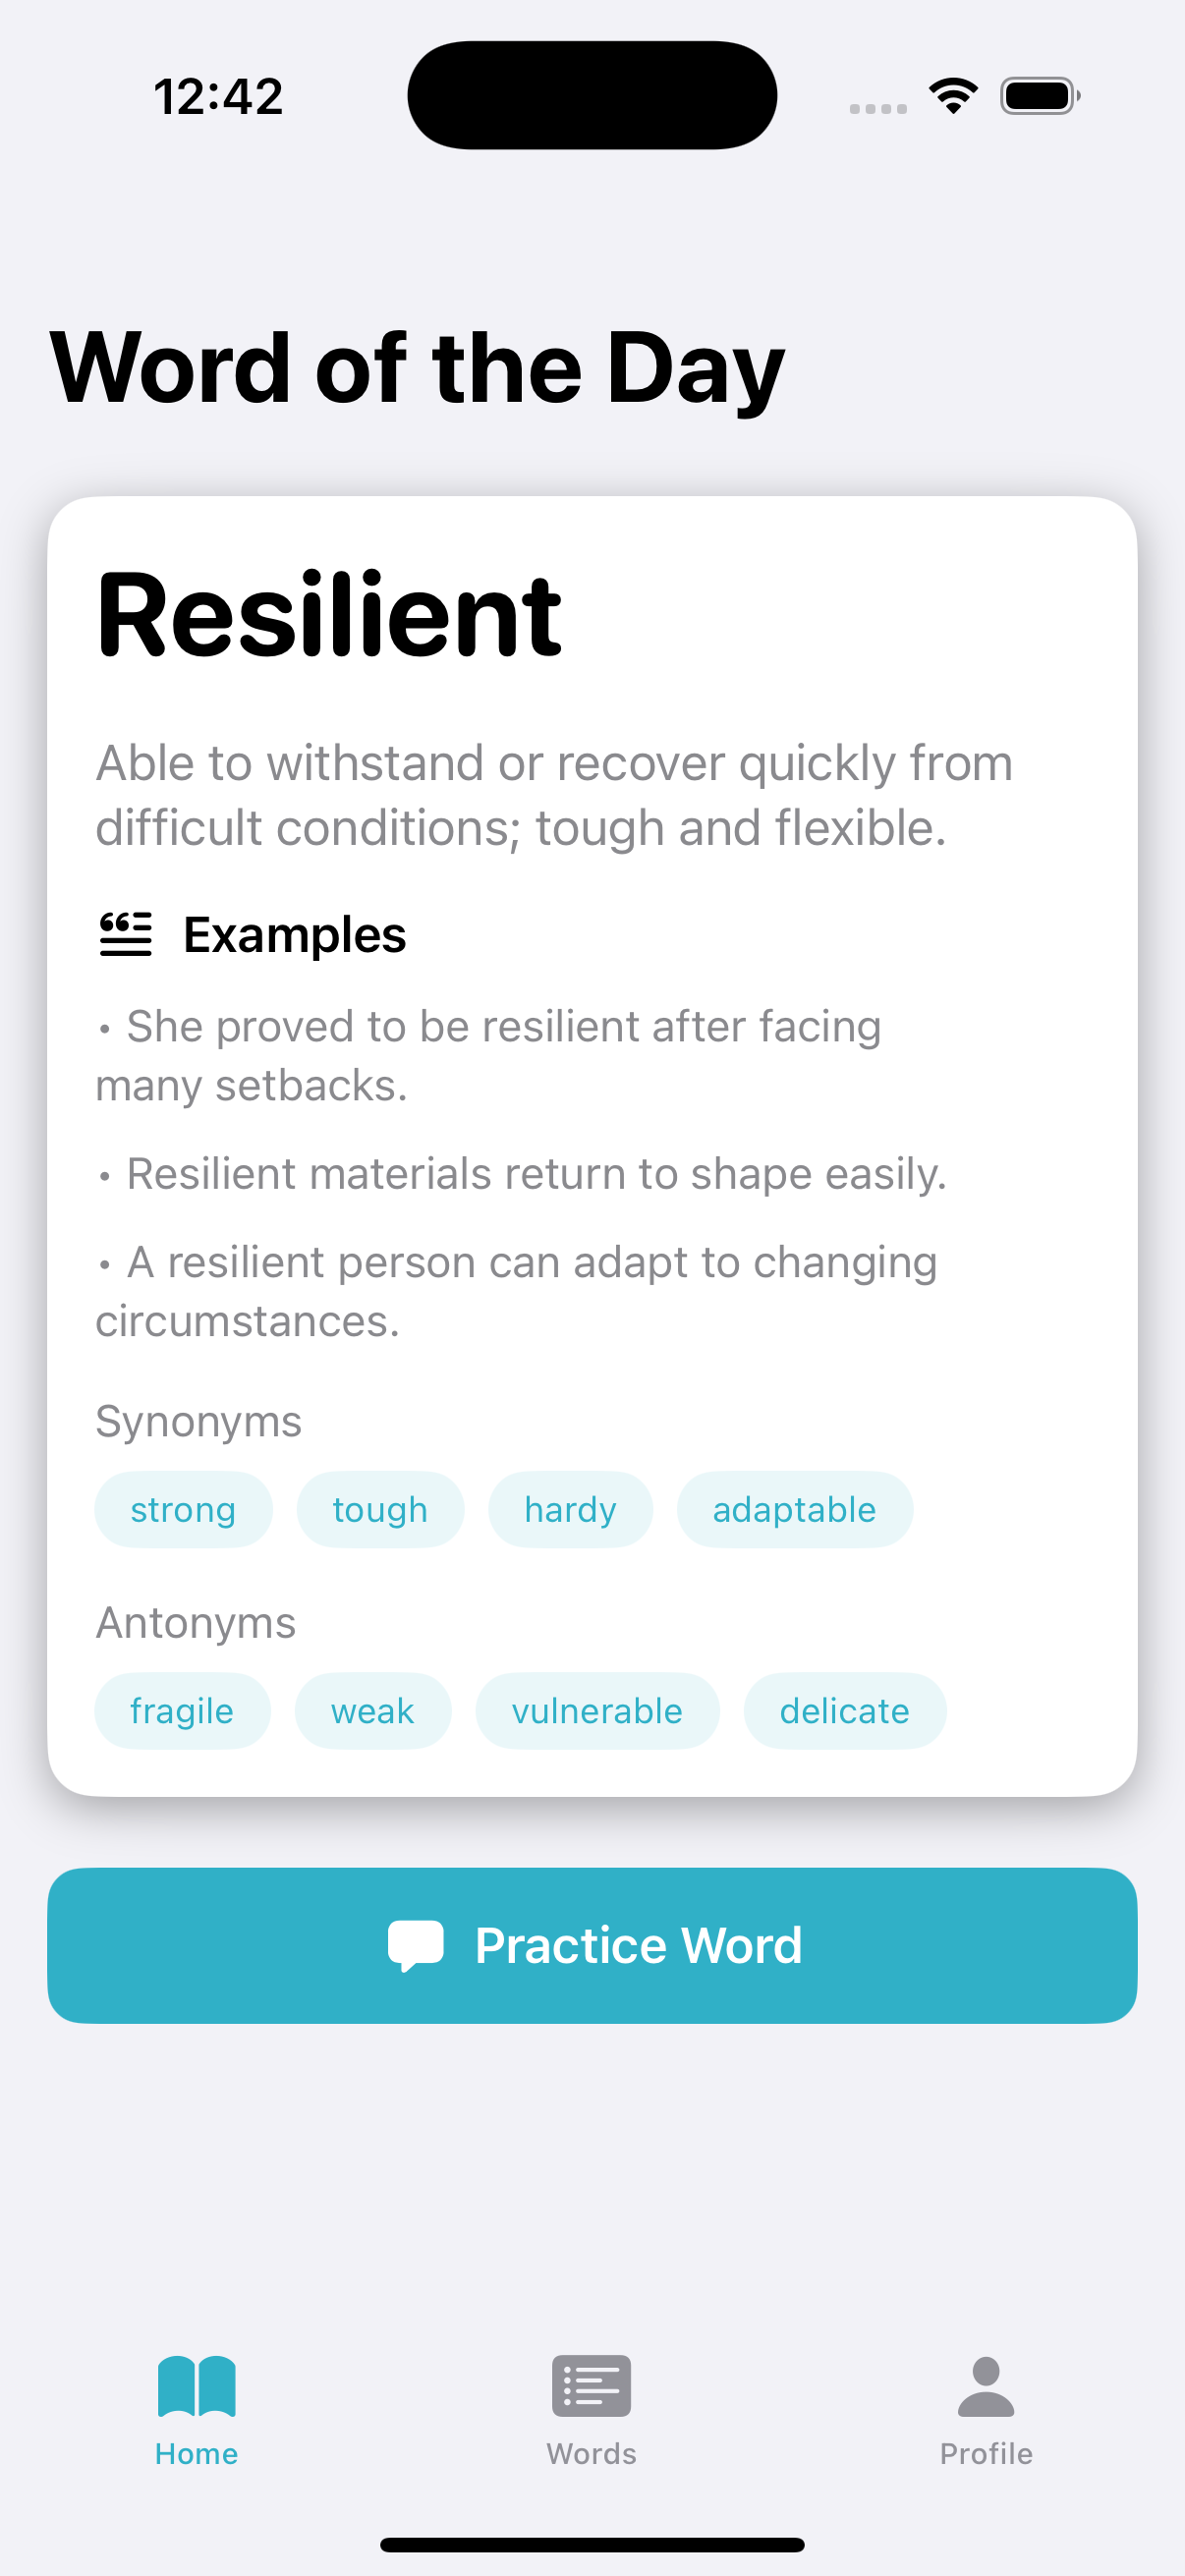 12:42
Word of the Day
Resilient
Able to withstand or recover quickly from
difficult conditions; tough and flexible.
Examples
• She proved to be resilient after facing
many setbacks.
• Resilient materials return to shape easily.
• A resilient person can adapt to changing
circumstances.
Synonyms
strong tough hardy adaptable
Antonyms
fragile weak vulnerable delicate
Practice Word
Home Words Profile